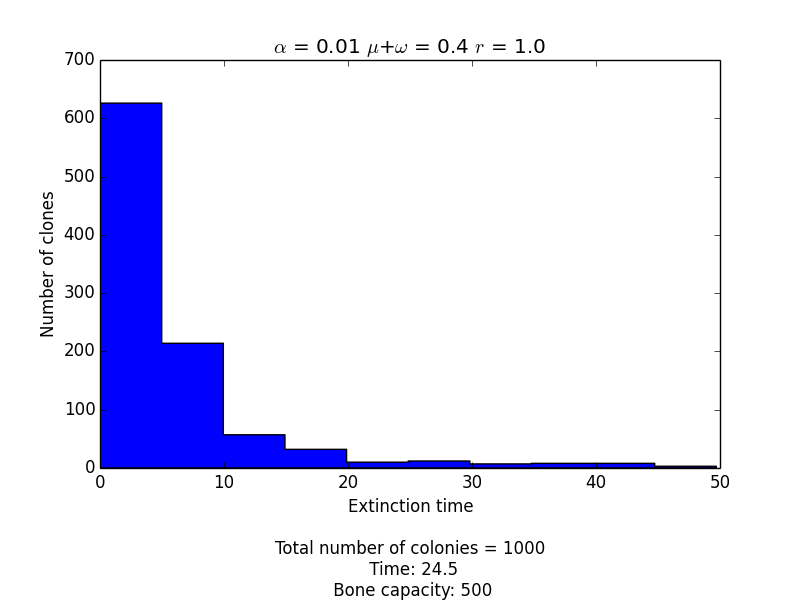 α = 0.01 μ+ω = 0.4 r = 1.0
700
600
500
400
300
200
100
0
Number of clones
0 10 20 30 40 50
Extinction time
Total number of colonies = 1000
Time: 24.5
Bone capacity: 500